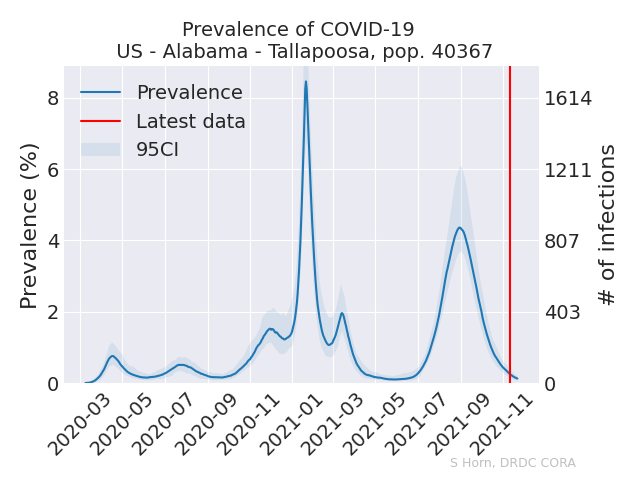 Prevalence of COVID-19
US - Alabama - Tallapoosa, pop. 40367
Prevalence
Latest data
95CI
Prevalence (%)
8
6
4
2
0
1614
1211
807
403
0
# of infections
2020-03
2020-05
2020-07
2020-09
2020-11
2021-01
2021-03
2021-05
2021-07
2021-09
2021-11
S Horn, DRDC CORA